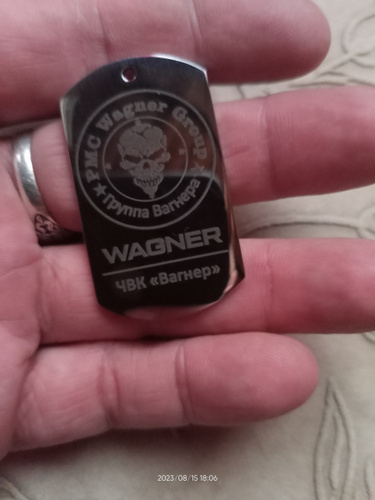 ★ PMC Wagner Group ★
Группа Вагнера
WAGNER
ЧВК «Вагнер»
2023/08/15 18:06